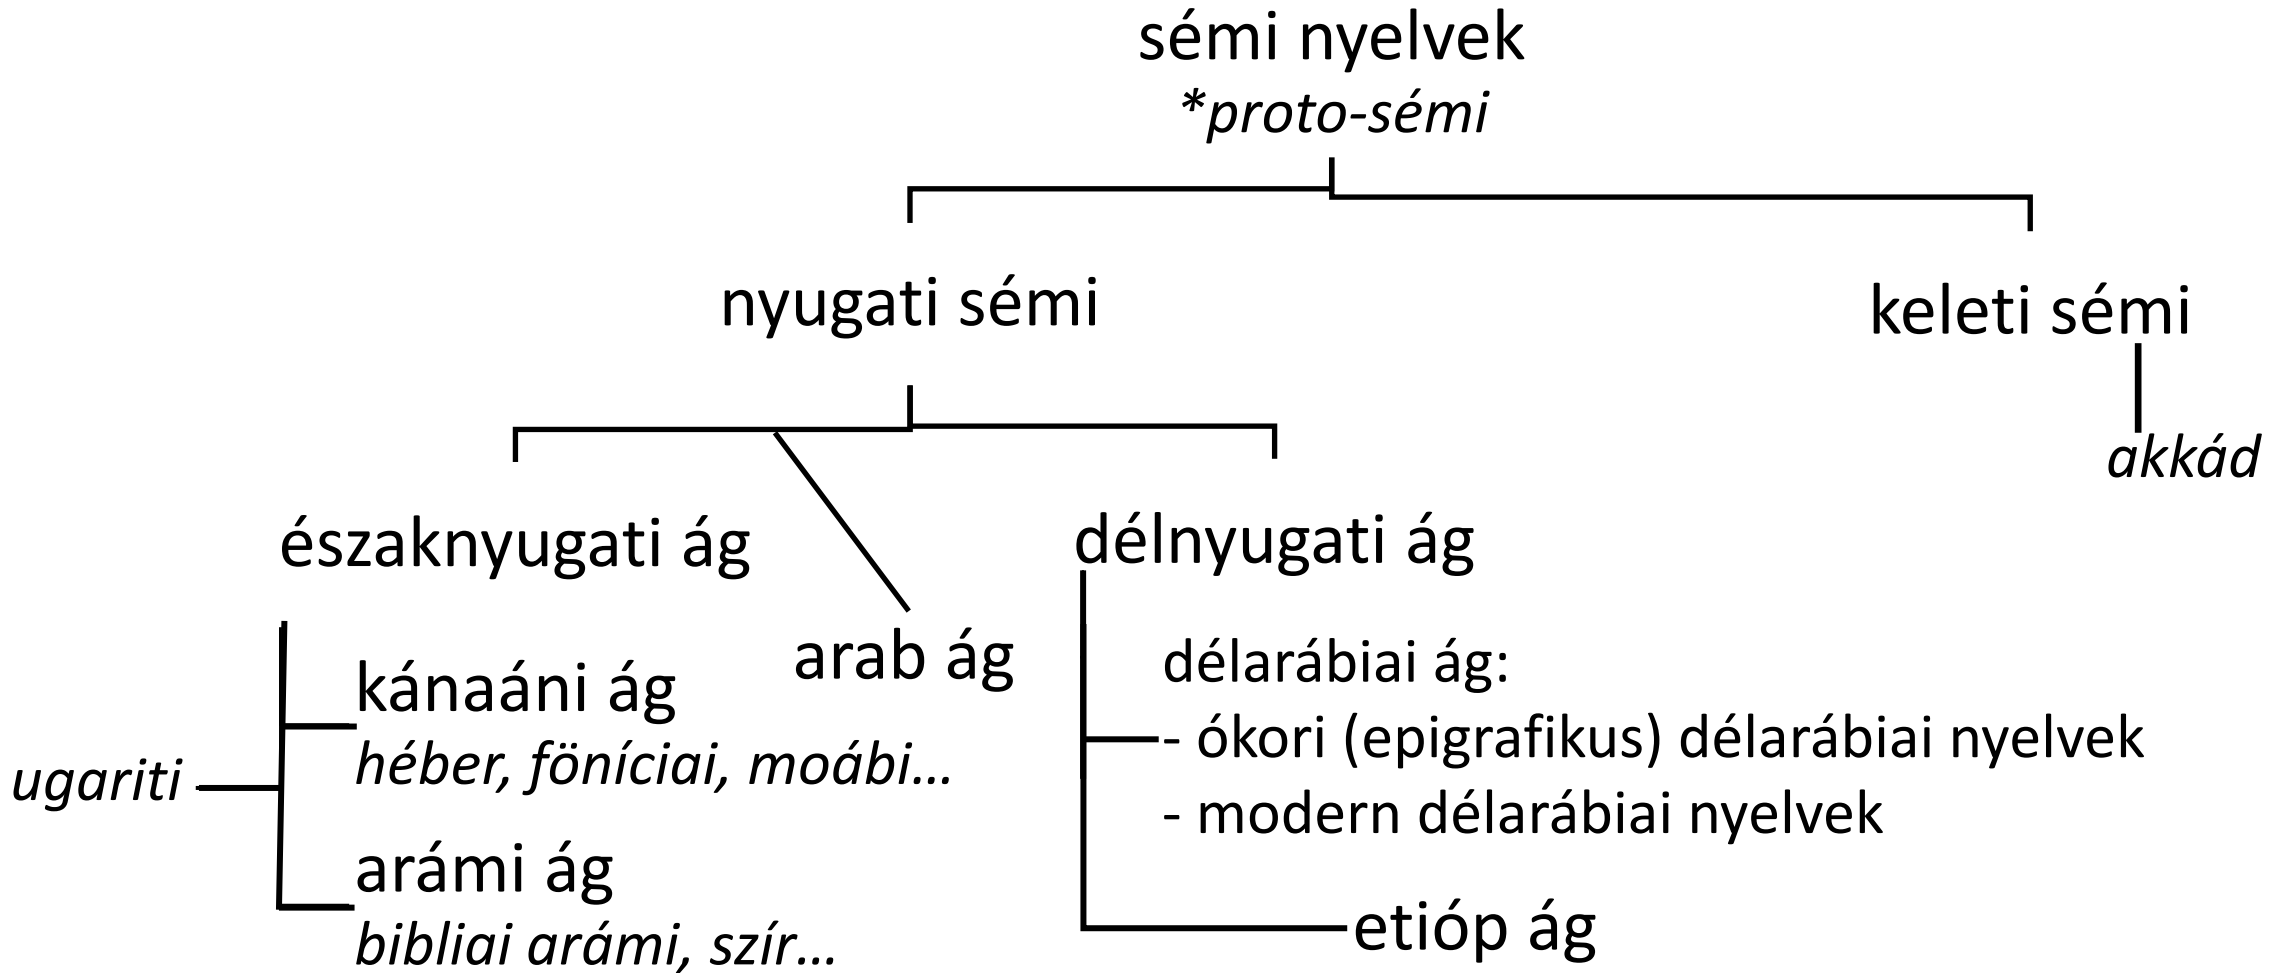 sémi nyelvek
*proto-sémi
nyugati sémi
keleti sémi
akkád
északnyugati ág
délnyugati ág
arab ág
kánaáni ág
héber, föníciai, moábi...
ugariti
arámi ág
bibliai arámi, szír...
délarábiai ág:
- ókori (epigrafikus) délarábiai nyelvek
- modern délarábiai nyelvek
etióp ág